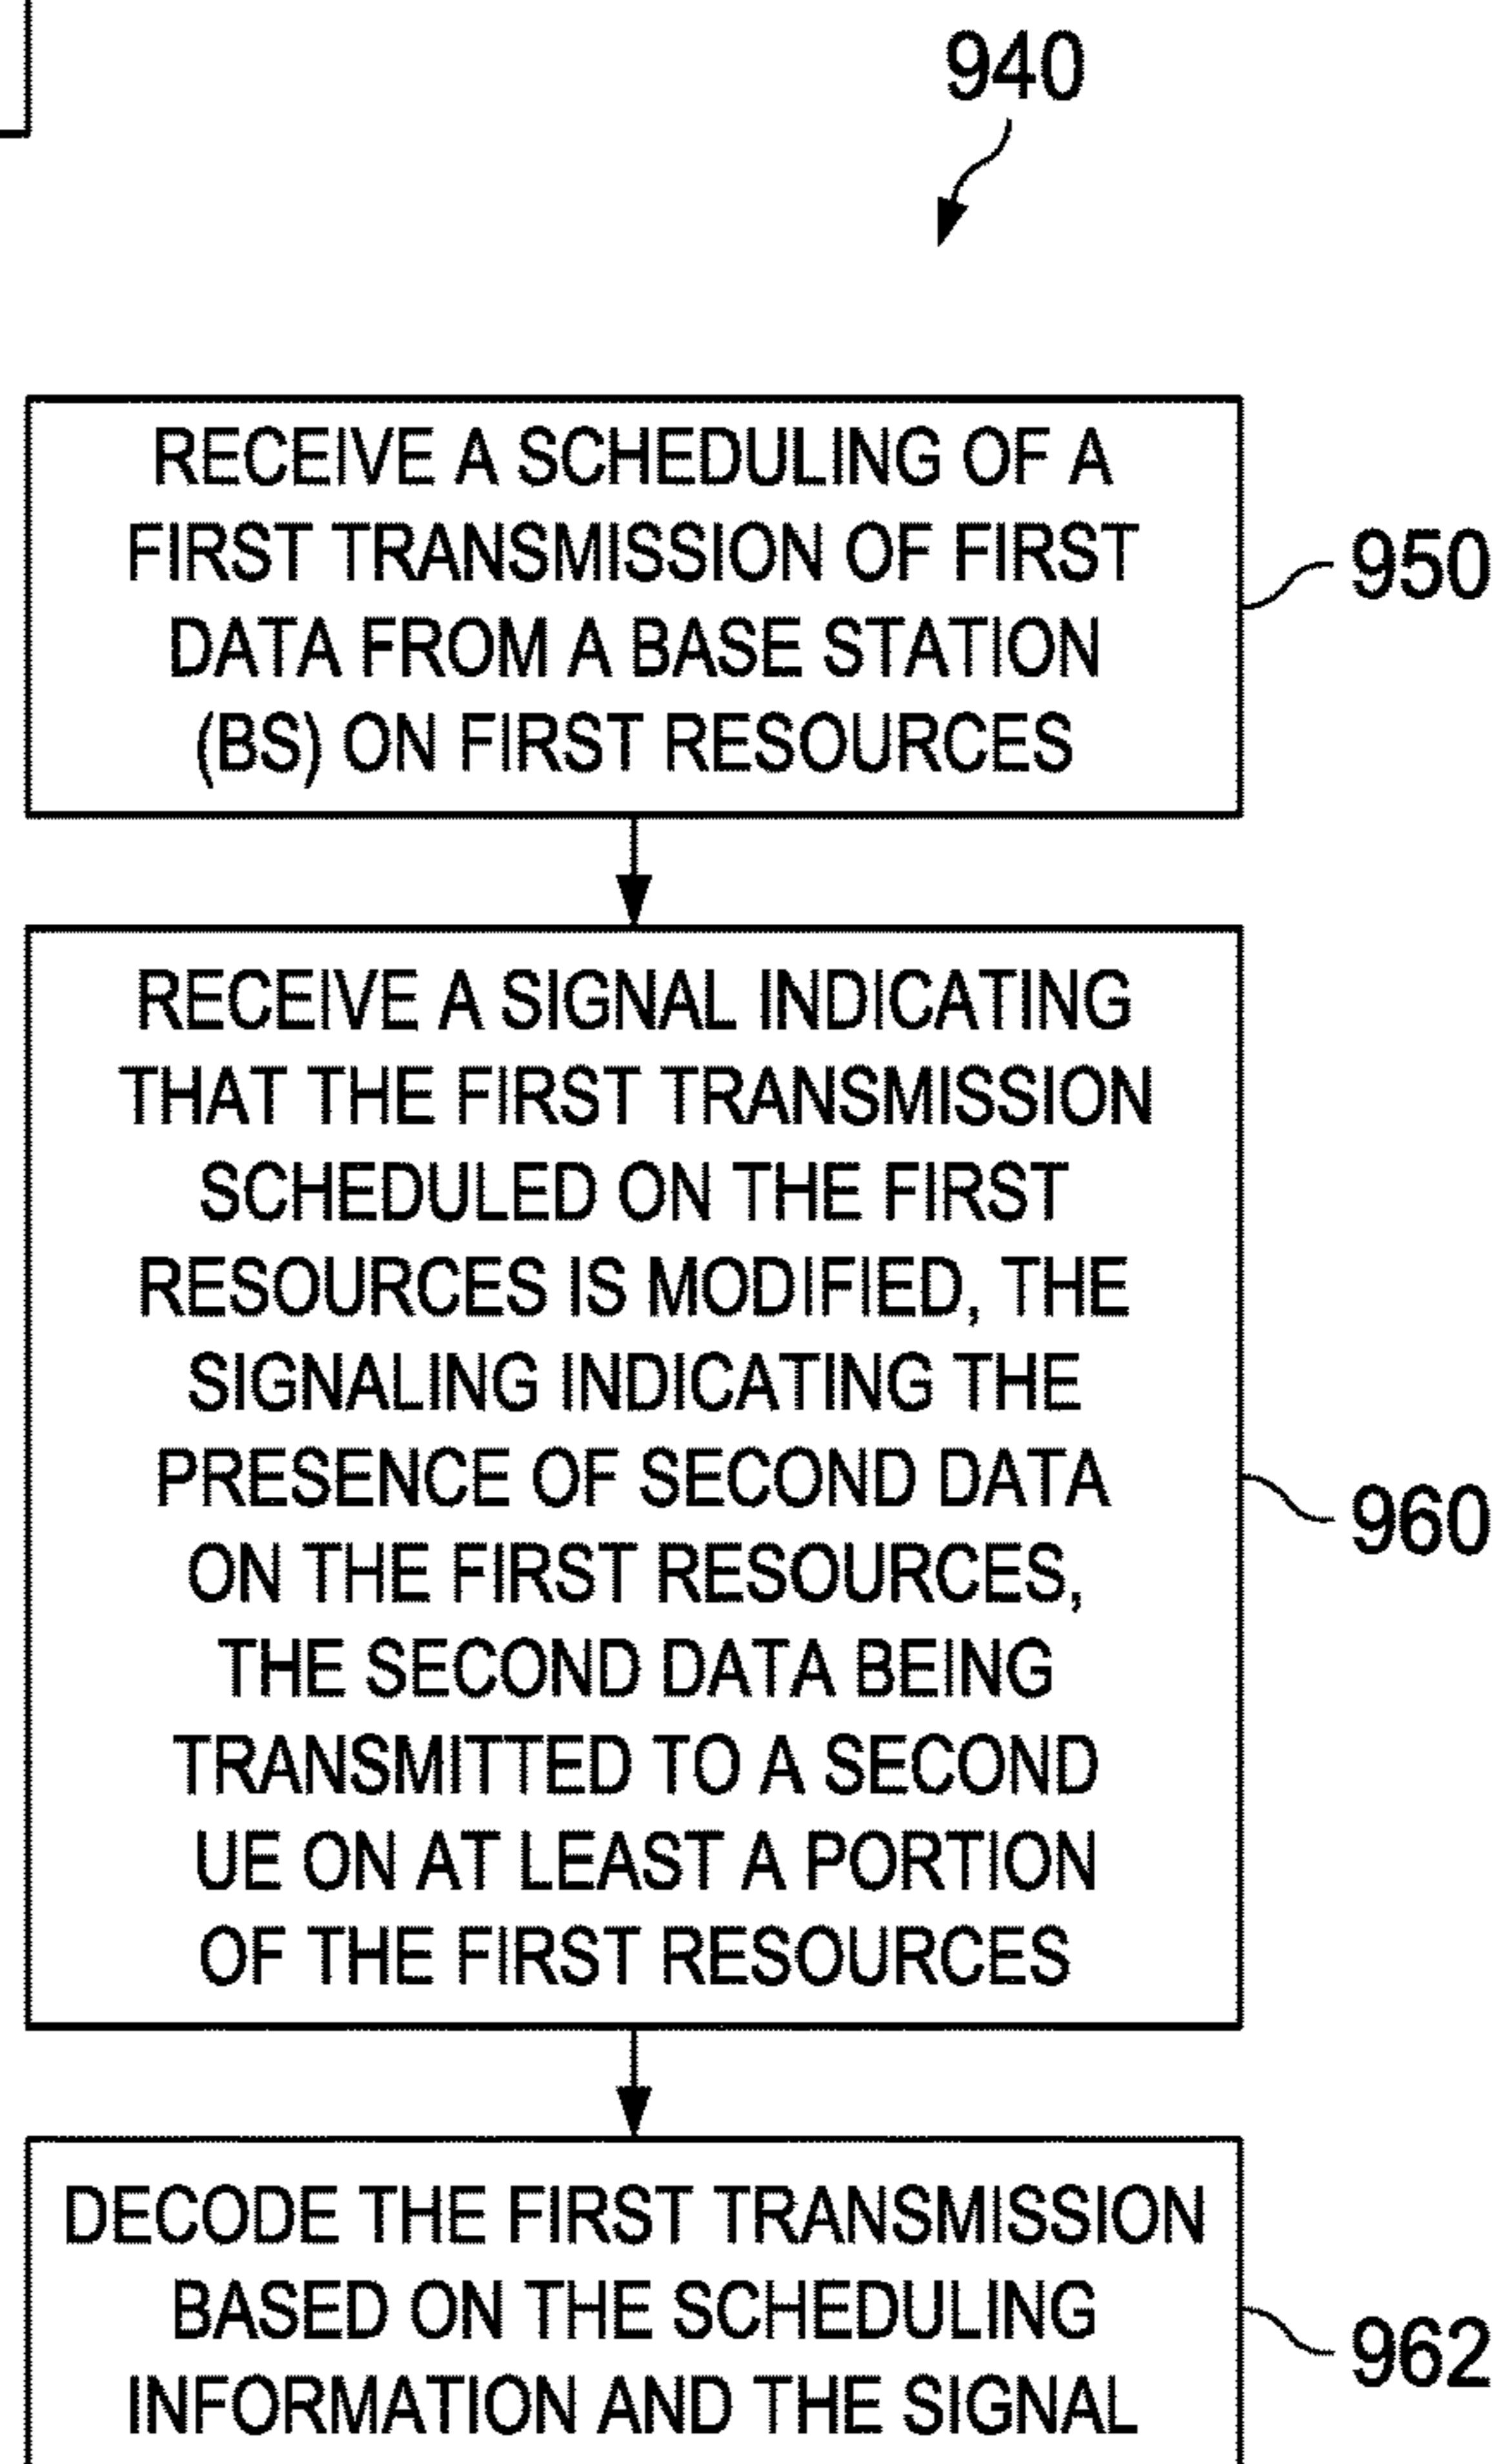 940
RECEIVE A SCHEDULING OF A
FIRST TRANSMISSION OF FIRST
DATA FROM A BASE STATION
(BS) ON FIRST RESOURCES
950
RECEIVE A SIGNAL INDICATING
THAT THE FIRST TRANSMISSION
SCHEDULED ON THE FIRST
RESOURCES IS MODIFIED, THE
SIGNALING INDICATING THE
PRESENCE OF SECOND DATA
ON THE FIRST RESOURCES,
THE SECOND DATA BEING
TRANSMITTED TO A SECOND
UE ON AT LEAST A PORTION
OF THE FIRST RESOURCES
960
DECODE THE FIRST TRANSMISSION
BASED ON THE SCHEDULING
INFORMATION AND THE SIGNAL
962